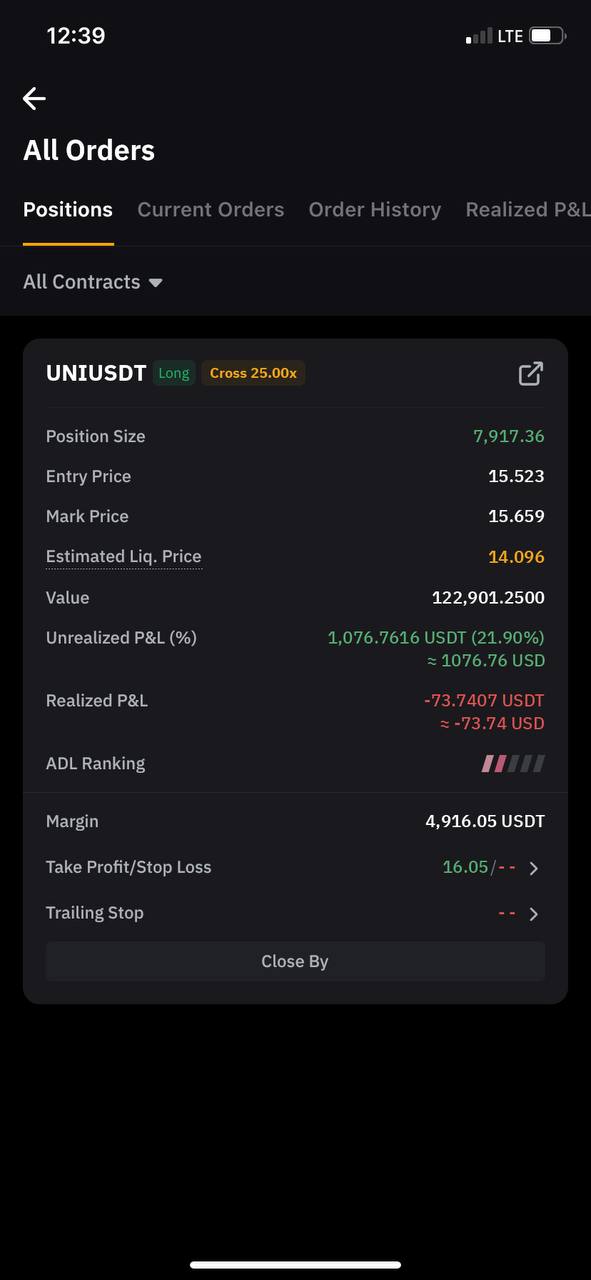 12:39 LTE
All Orders
Positions Current Orders Order History Realized P&L
All Contracts
UNIUSDT Long Cross 25.00x
Position Size 7,917.36
Entry Price 15.523
Mark Price 15.659
Estimated Liq. Price 14.096
Value 122,901.2500
Unrealized P&L (%) 1,076.7616 USDT (21.90%)
≈ 1076.76 USD
Realized P&L -73.7407 USDT
≈ -73.74 USD
ADL Ranking
Margin 4,916.05 USDT
Take Profit/Stop Loss 16.05/--
Trailing Stop --
Close By